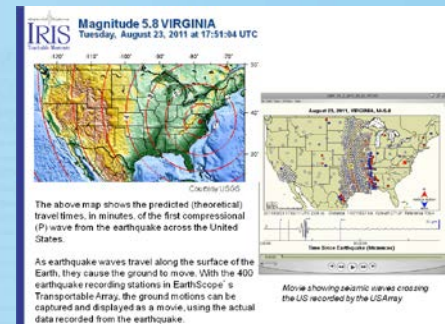 IRIS
Magnitude 5.8 VIRGINIA
Tuesday, August 23, 2011 at 17:51:04 UTC
Courtesy USGS
The above map shows the predicted (theoretical)
travel times, in minutes, of the first compressional
(P) wave from the earthquake across the United
States.
As earthquake waves travel along the surface of the
Earth, they cause the ground to move. With the 400
earthquake recording stations in EarthScope`s
Transportable Array, the ground motions can be
captured and displayed as a movie, using the actual
data recorded from the earthquake.
August 23, 2011, VIRGINIA, M=5.8
Time Since Earthquake
Movie showing seismic waves crossing
the US recorded by the USArray